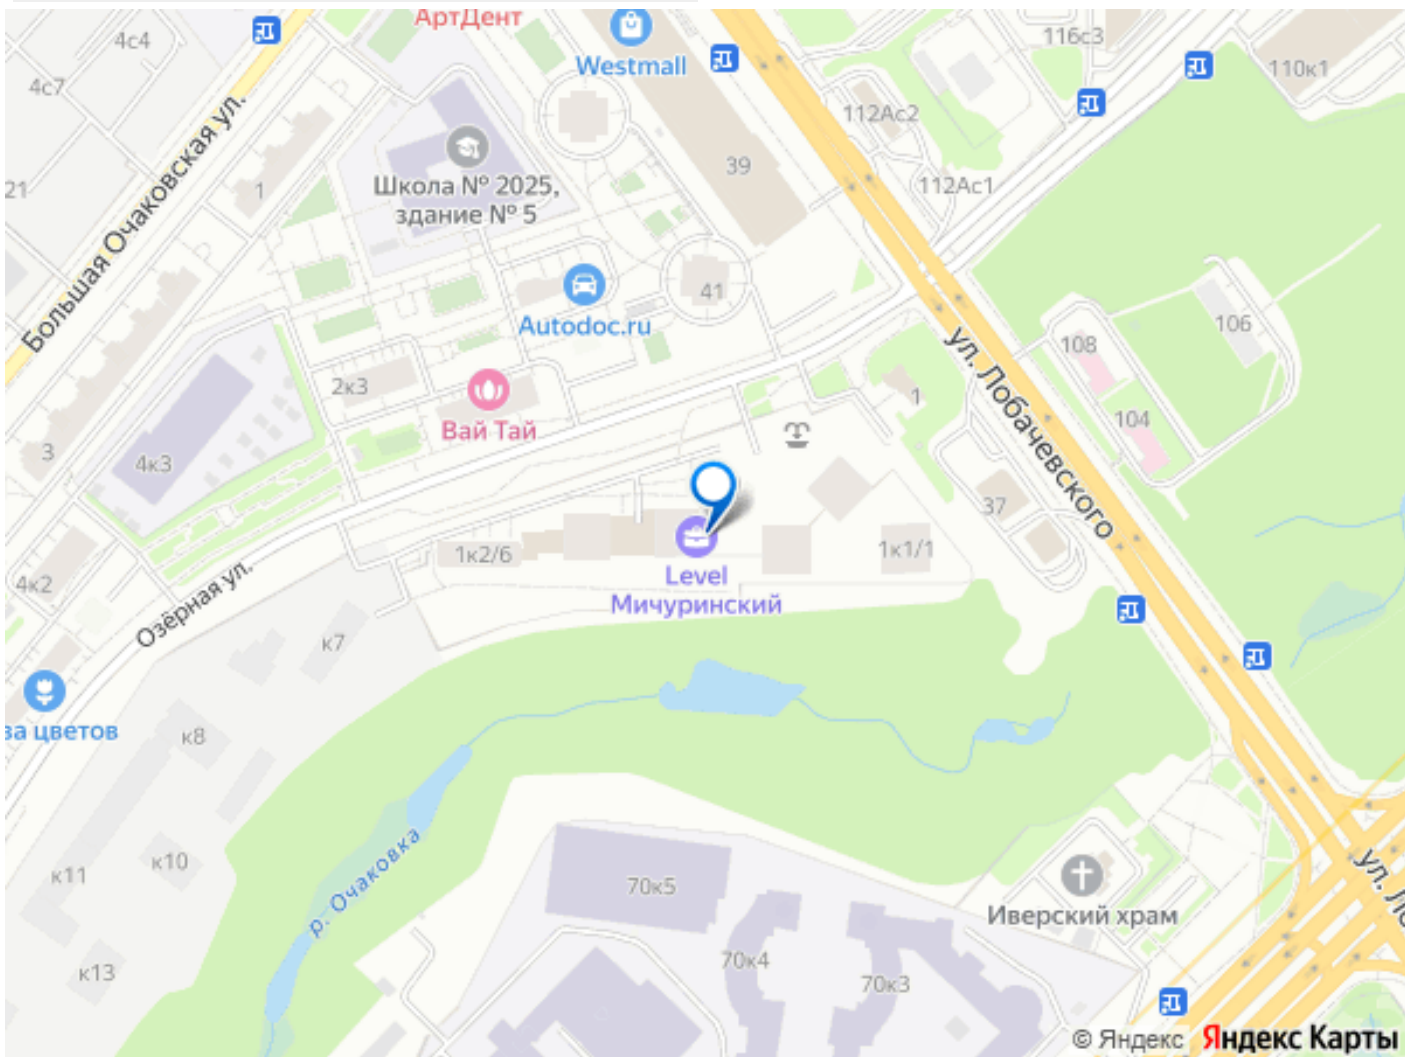 АртДент
4с4
Westmall
116с3
110к1
4с7
112Ас2
Большая Очаковская ул.
39
Школа № 2025,
здание № 5
112Ас1
21
1
41
Autodoc.ru
106
ул. Лобачевского
108
2к3
1
Вай Тай
104
3
4к3
37
1к2/6
1к1/1
Level
Мичуринский
4к2
Озёрная ул.
к7
за цветов
к8
р. Очаковка
к10
к11
70к5
Иверский храм
ул. Ло
70к4
к13
70к3
© Яндекс Яндекс Карты